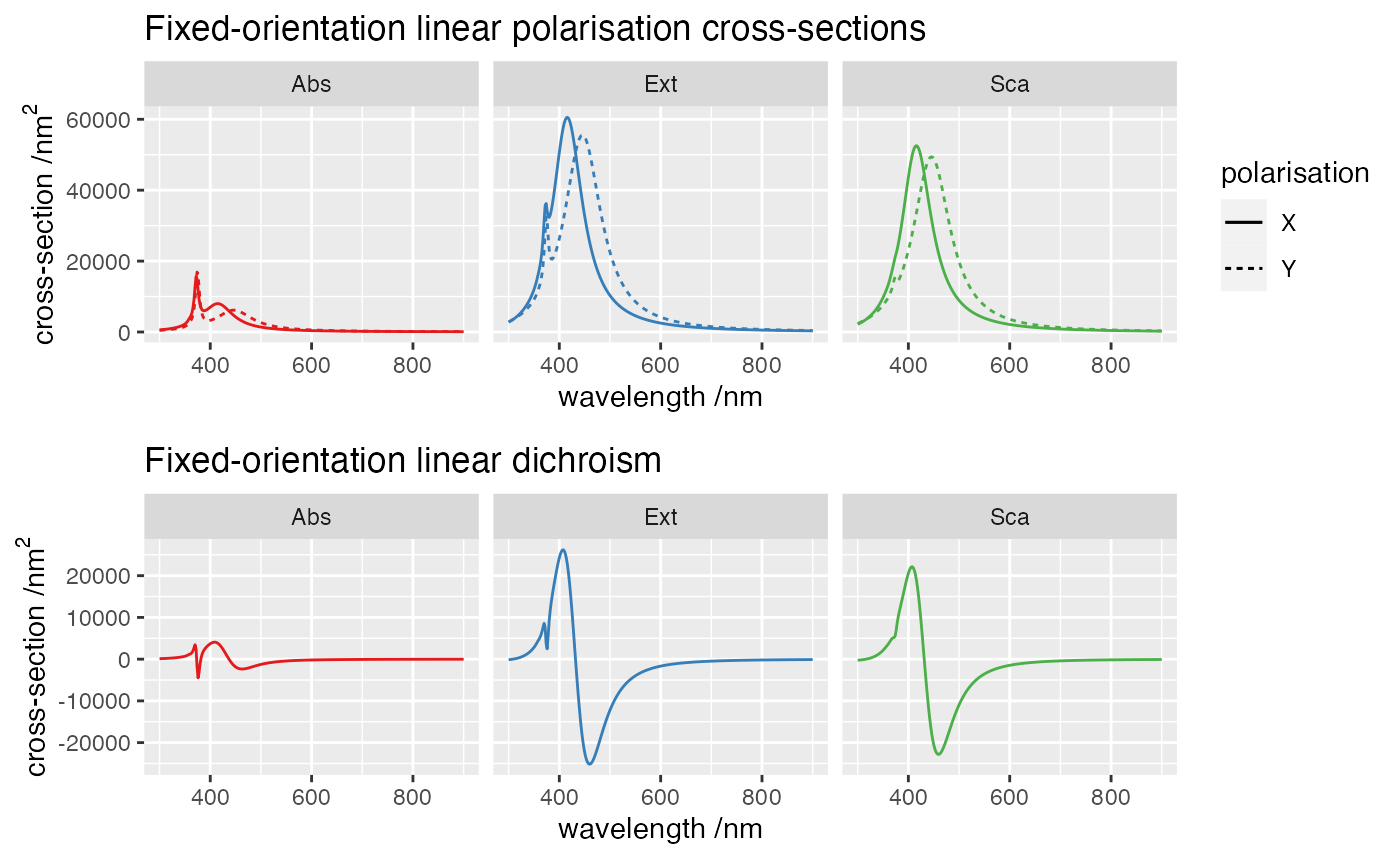 Fixed-orientation linear polarisation cross-sections
Abs Ext Sca
cross-section /nm²
60000
40000
20000
0
400 600 800 400 600 800 400 600 800
wavelength /nm
polarisation
X
Y
Fixed-orientation linear dichroism
Abs Ext Sca
cross-section /nm²
20000
10000
0
-10000
-20000
400 600 800 400 600 800 400 600 800
wavelength /nm